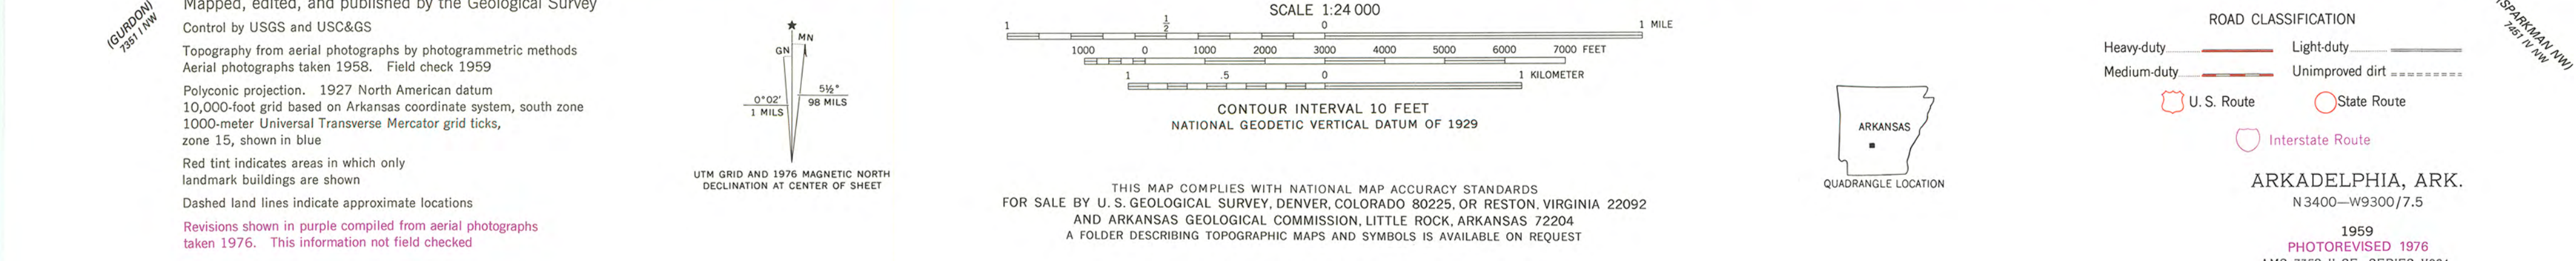 Mapped, edited, and published by the Geological Survey
Control by USGS and USC&GS
Topography from aerial photographs by photogrammetric methods
Aerial photographs taken 1958. Field check 1959
Polyconic projection. 1927 North American datum
10,000-foot grid based on Arkansas coordinate system, south zone
1000-meter Universal Transverse Mercator grid ticks,
zone 15, shown in blue
Red tint indicates areas in which only
landmark buildings are shown
Dashed land lines indicate approximate locations
Revisions shown in purple compiled from aerial photographs
taken 1976. This information not field checked
(GURDON)
7351 I NW
★
MN
GN
0°02'
1 MILS
5½°
98 MILS
UTM GRID AND 1976 MAGNETIC NORTH
DECLINATION AT CENTER OF SHEET
SCALE 1:24 000
1 ½ 0 1 MILE
1000 0 1000 2000 3000 4000 5000 6000 7000 FEET
1 .5 0 1 KILOMETER
CONTOUR INTERVAL 10 FEET
NATIONAL GEODETIC VERTICAL DATUM OF 1929
THIS MAP COMPLIES WITH NATIONAL MAP ACCURACY STANDARDS
FOR SALE BY U. S. GEOLOGICAL SURVEY, DENVER, COLORADO 80225, OR RESTON, VIRGINIA 22092
AND ARKANSAS GEOLOGICAL COMMISSION, LITTLE ROCK, ARKANSAS 72204
A FOLDER DESCRIBING TOPOGRAPHIC MAPS AND SYMBOLS IS AVAILABLE ON REQUEST
ARKANSAS
QUADRANGLE LOCATION
ROAD CLASSIFICATION
Heavy-duty Light-duty
Medium-duty Unimproved dirt
U. S. Route State Route
Interstate Route
(SPARKMAN NW)
7451 IV NW
ARKADELPHIA, ARK.
N3400—W9300/7.5
1959
PHOTOREVISED 1976